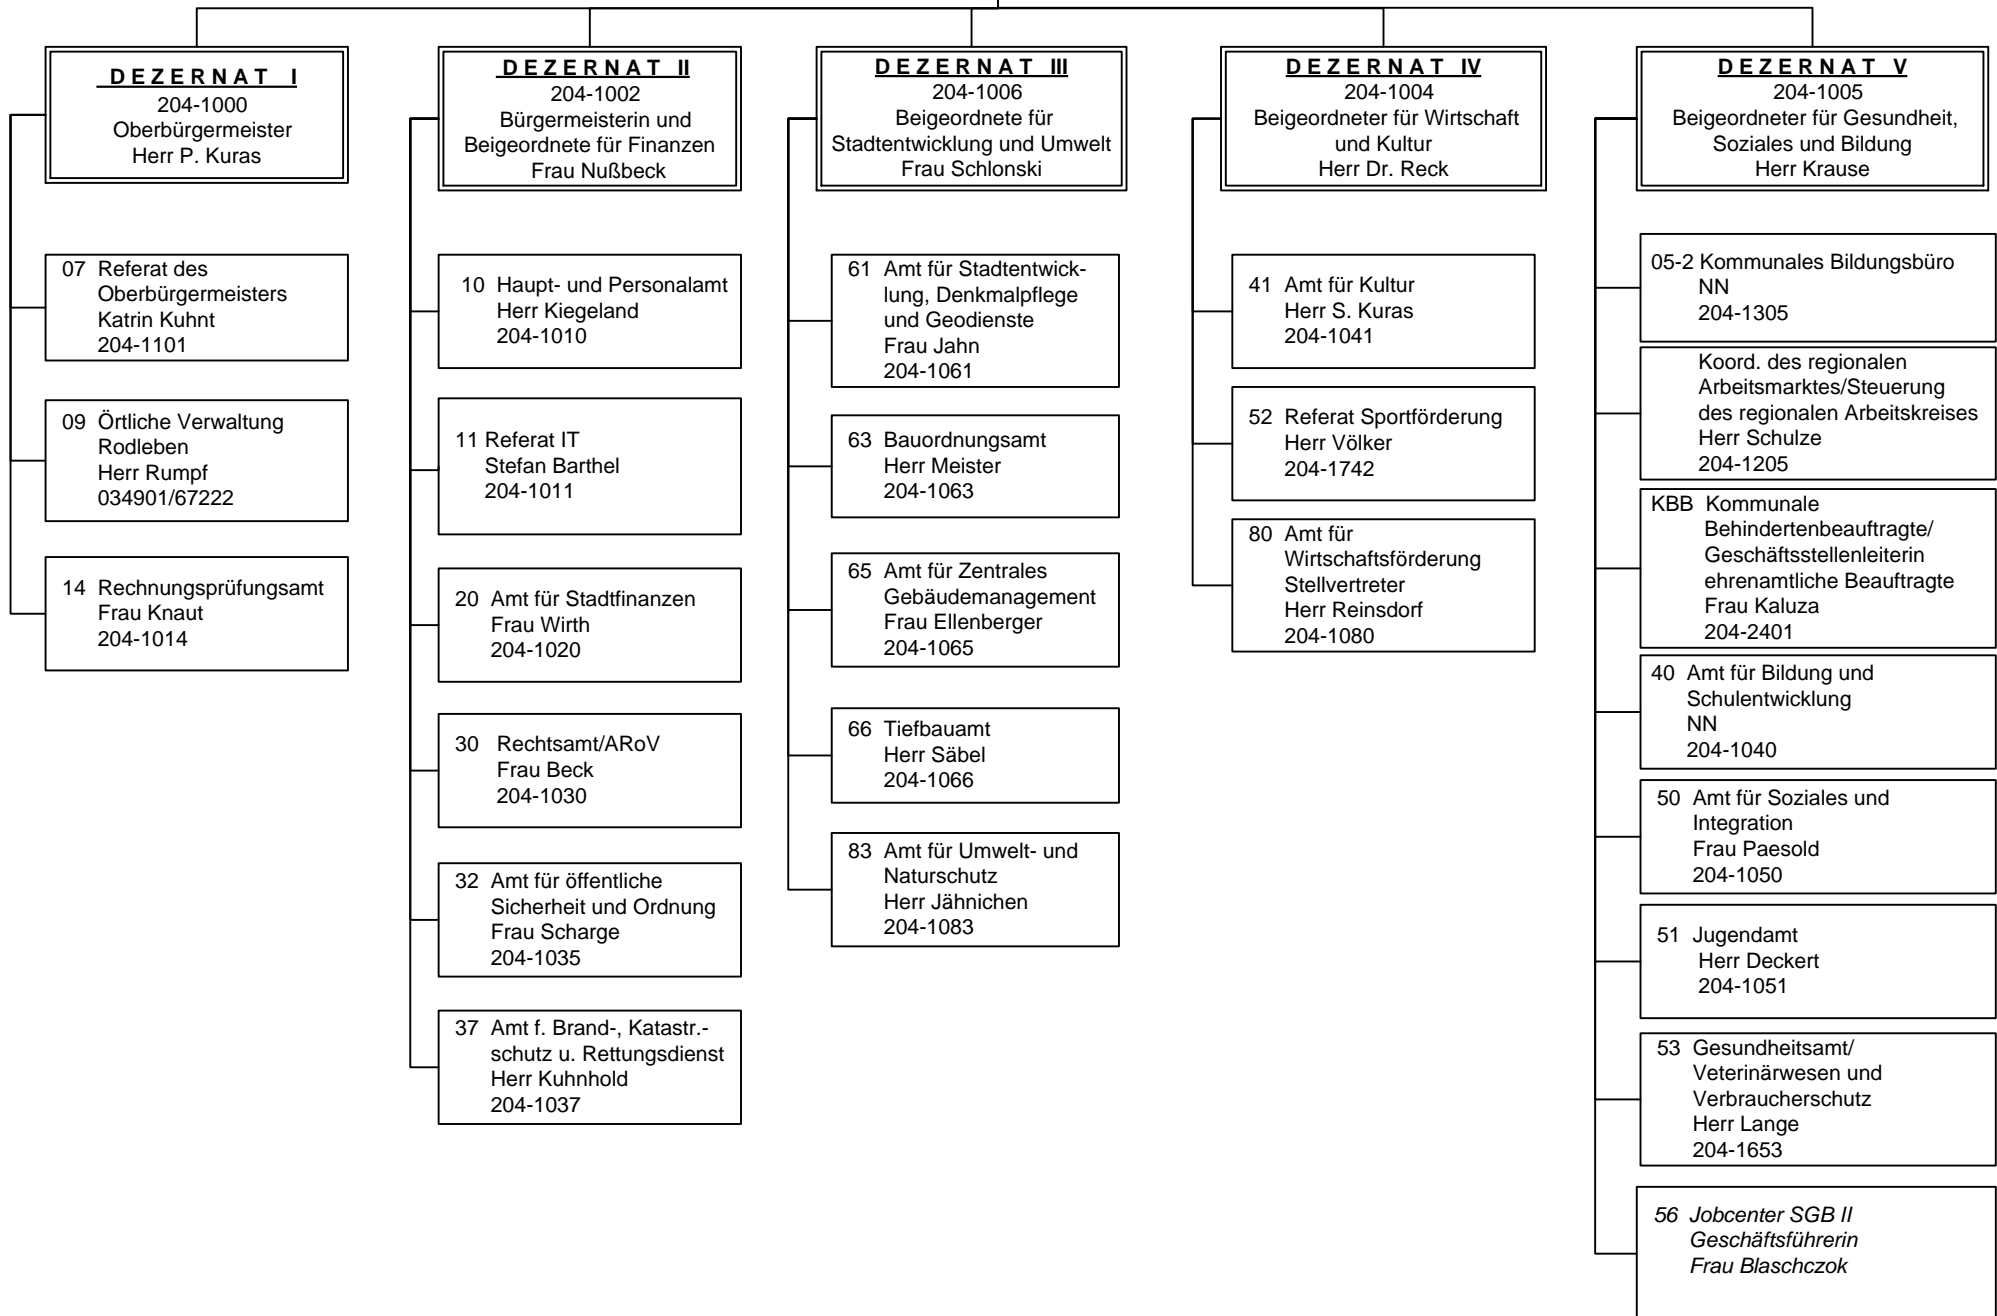 DEZERNAT I
204-1000
Oberbürgermeister
Herr P. Kuras
07 Referat des
Oberbürgermeisters
Katrin Kuhnt
204-1101
09 Örtliche Verwaltung
Rodleben
Herr Rumpf
034901/67222
14 Rechnungsprüfungsamt
Frau Knaut
204-1014
DEZERNAT II
204-1002
Bürgermeisterin und
Beigeordnete für Finanzen
Frau Nußbeck
10 Haupt- und Personalamt
Herr Kiegeland
204-1010
11 Referat IT
Stefan Barthel
204-1011
20 Amt für Stadtfinanzen
Frau Wirth
204-1020
30 Rechtsamt/ARoV
Frau Beck
204-1030
32 Amt für öffentliche
Sicherheit und Ordnung
Frau Scharge
204-1035
37 Amt f. Brand-, Katastr.-
schutz u. Rettungsdienst
Herr Kuhnhold
204-1037
DEZERNAT III
204-1006
Beigeordnete für
Stadtentwicklung und Umwelt
Frau Schlonski
61 Amt für Stadtentwick-
lung, Denkmalpflege
und Geodienste
Frau Jahn
204-1061
63 Bauordnungsamt
Herr Meister
204-1063
65 Amt für Zentrales
Gebäudemanagement
Frau Ellenberger
204-1065
66 Tiefbauamt
Herr Säbel
204-1066
83 Amt für Umwelt- und
Naturschutz
Herr Jähnichen
204-1083
DEZERNAT IV
204-1004
Beigeordneter für Wirtschaft
und Kultur
Herr Dr. Reck
41 Amt für Kultur
Herr S. Kuras
204-1041
52 Referat Sportförderung
Herr Völker
204-1742
80 Amt für
Wirtschaftsförderung
Stellvertreter
Herr Reinsdorf
204-1080
DEZERNAT V
204-1005
Beigeordneter für Gesundheit,
Soziales und Bildung
Herr Krause
05-2 Kommunales Bildungsbüro
NN
204-1305
Koord. des regionalen
Arbeitsmarktes/Steuerung
des regionalen Arbeitskreises
Herr Schulze
204-1205
KBB Kommunale
Behindertenbeauftragte/
Geschäftsstellenleiterin
ehrenamtliche Beauftragte
Frau Kaluza
204-2401
40 Amt für Bildung und
Schulentwicklung
NN
204-1040
50 Amt für Soziales und
Integration
Frau Paesold
204-1050
51 Jugendamt
Herr Deckert
204-1051
53 Gesundheitsamt/
Veterinärwesen und
Verbraucherschutz
Herr Lange
204-1653
56 Jobcenter SGB II
Geschäftsführerin
Frau Blaschczok